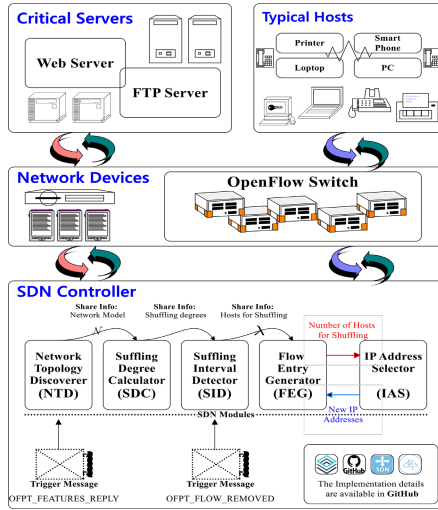 Critical Servers
Web Server
FTP Server
Typical Hosts
Printer
Smart
Phone
Loptop
PC
Network Devices
OpenFlow Switch
SDN Controller
Share Info:
Network Model
Share Info:
Shuffling degrees
Share Info:
Hosts for Shuffling
Number of Hosts
for Shuffling
Network
Topology
Discoverer
(NTD)
Suffling
Degree
Calculator
(SDC)
Suffling
Interval
Detector
(SID)
Flow
Entry
Generator
(FEG)
IP Address
Selector
(IAS)
New IP
Addresses
SDN Modules
Trigger Message
OFPT_FEATURES_REPLY
Trigger Message
OFPT_FLOW_REMOVED
GitHub
SDN
The Implementation details
are available in GitHub